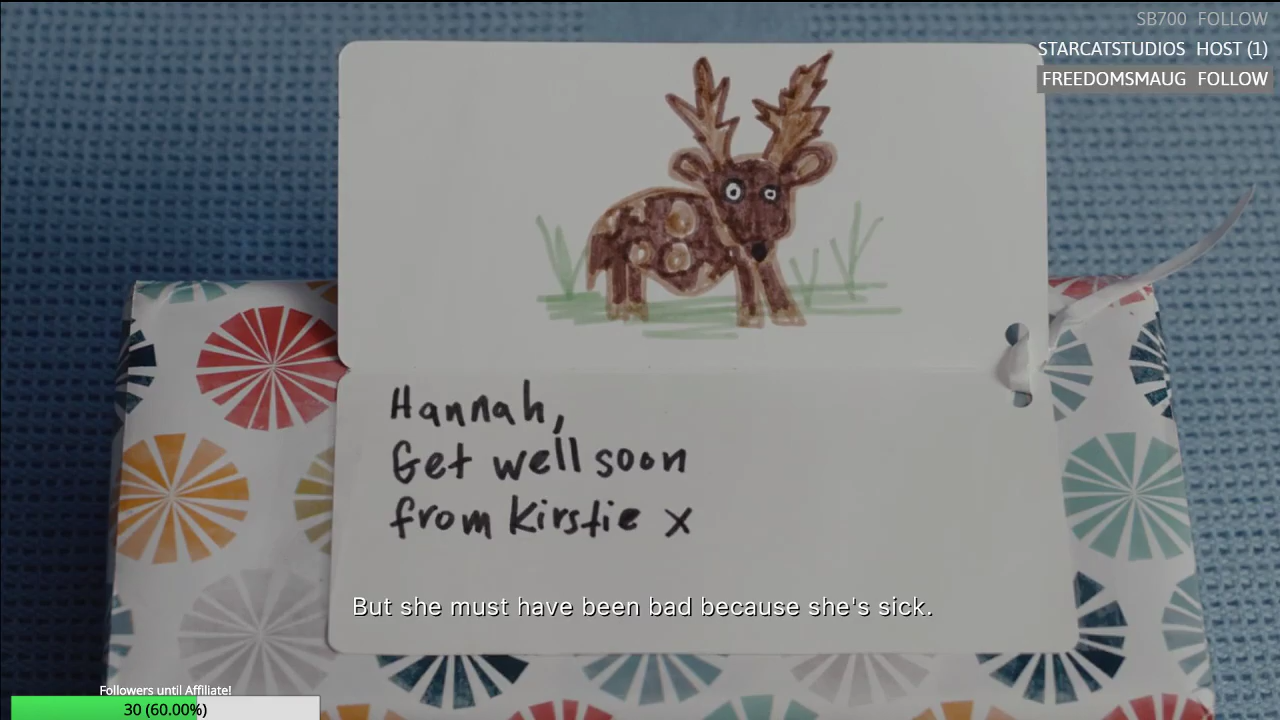 SB700 FOLLOW
STARCATSTUDIOS HOST (1)
FREEDOMSMAUG FOLLOW
Hannah,
Get well soon
from Kirstie x
But she must have been bad because she's sick.
Followers until Affiliate!
30 (60.00%)